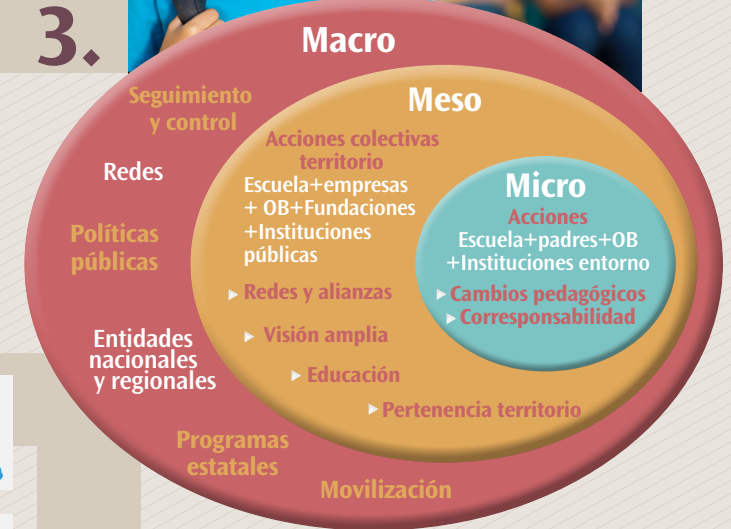 3.
Macro
Seguimiento
y control
Redes
Políticas
públicas
Entidades
nacionales
y regionales
Programas
estatales
Movilización
Meso
Acciones colectivas
territorio
Escuela+empresas
+ OB+Fundaciones
+Instituciones
públicas
▸ Redes y alianzas
▸ Visión amplia
▸ Educación
▸ Pertenencia territorio
Micro
Acciones
Escuela+padres+OB
+Instituciones entorno
▸ Cambios pedagógicos
▸ Corresponsabilidad